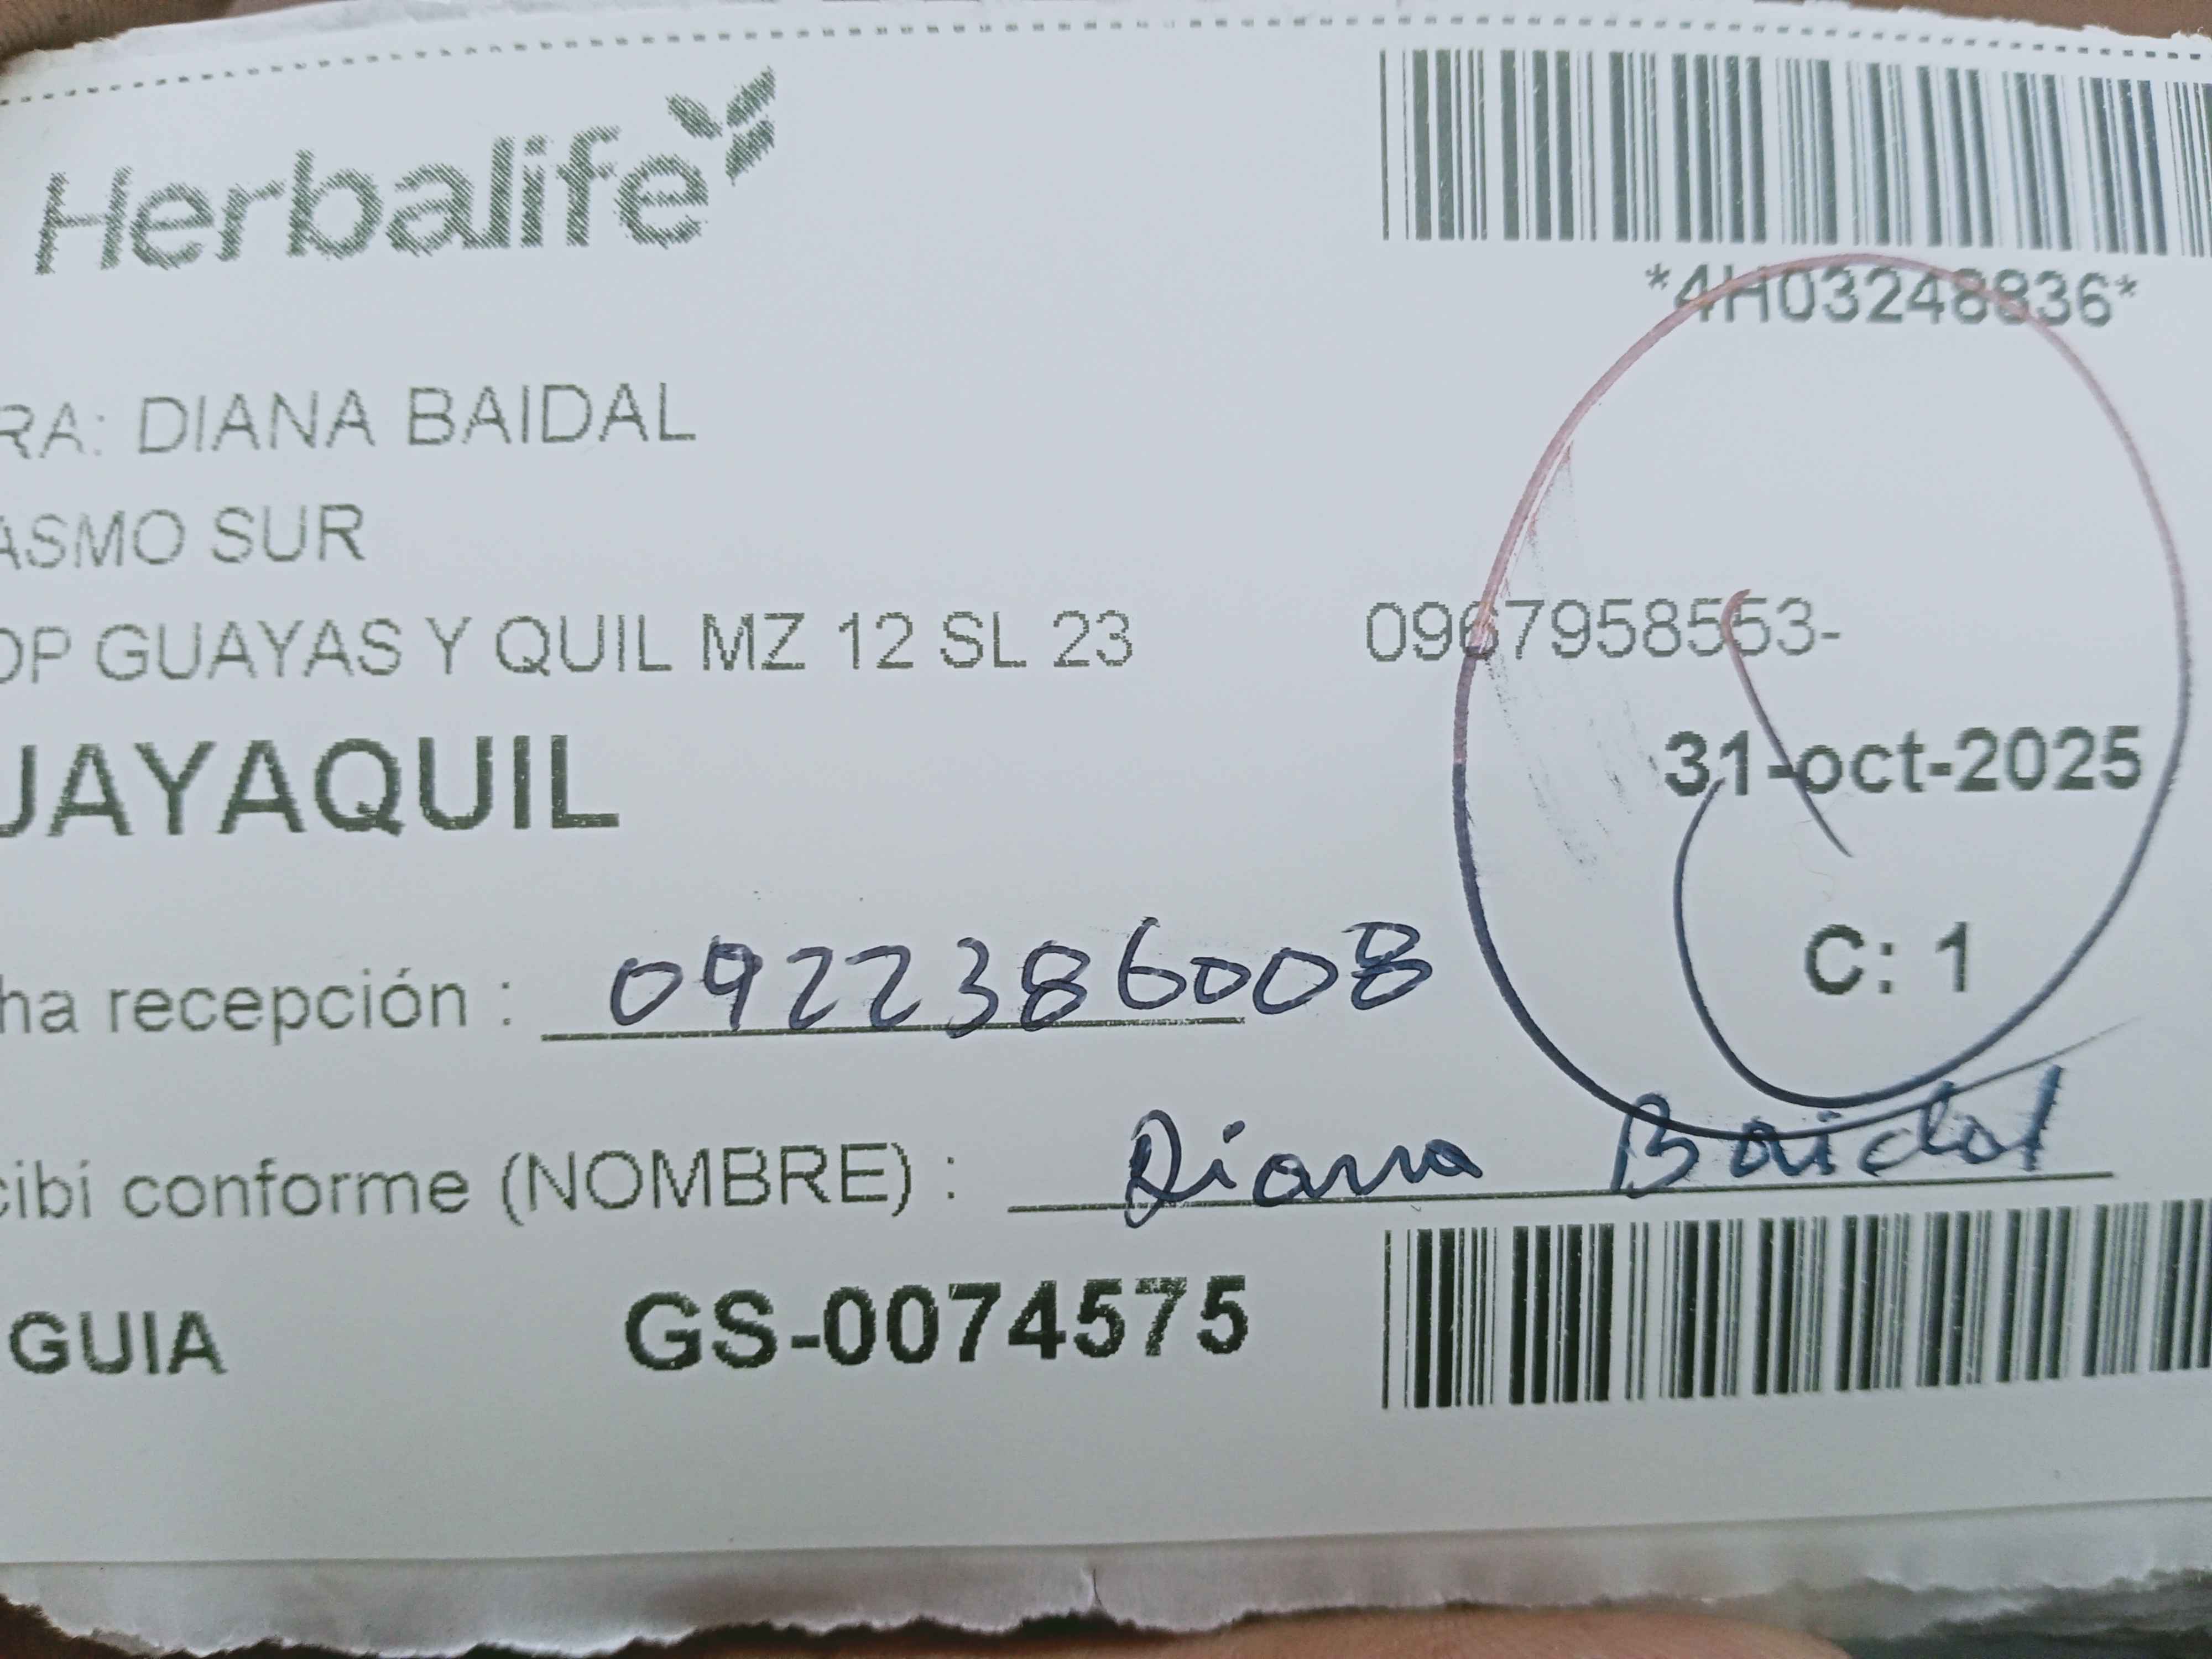 Herbalife
*4H03248836*
RA: DIANA BAIDAL
ASMO SUR
OP GUAYAS Y QUIL MZ 12 SL 23 0967958553-
UAYAQUIL 31-oct-2025
C: 1
ha recepción : 0922386008
cibí conforme (NOMBRE) : Diana Baidal
GUIA GS-0074575